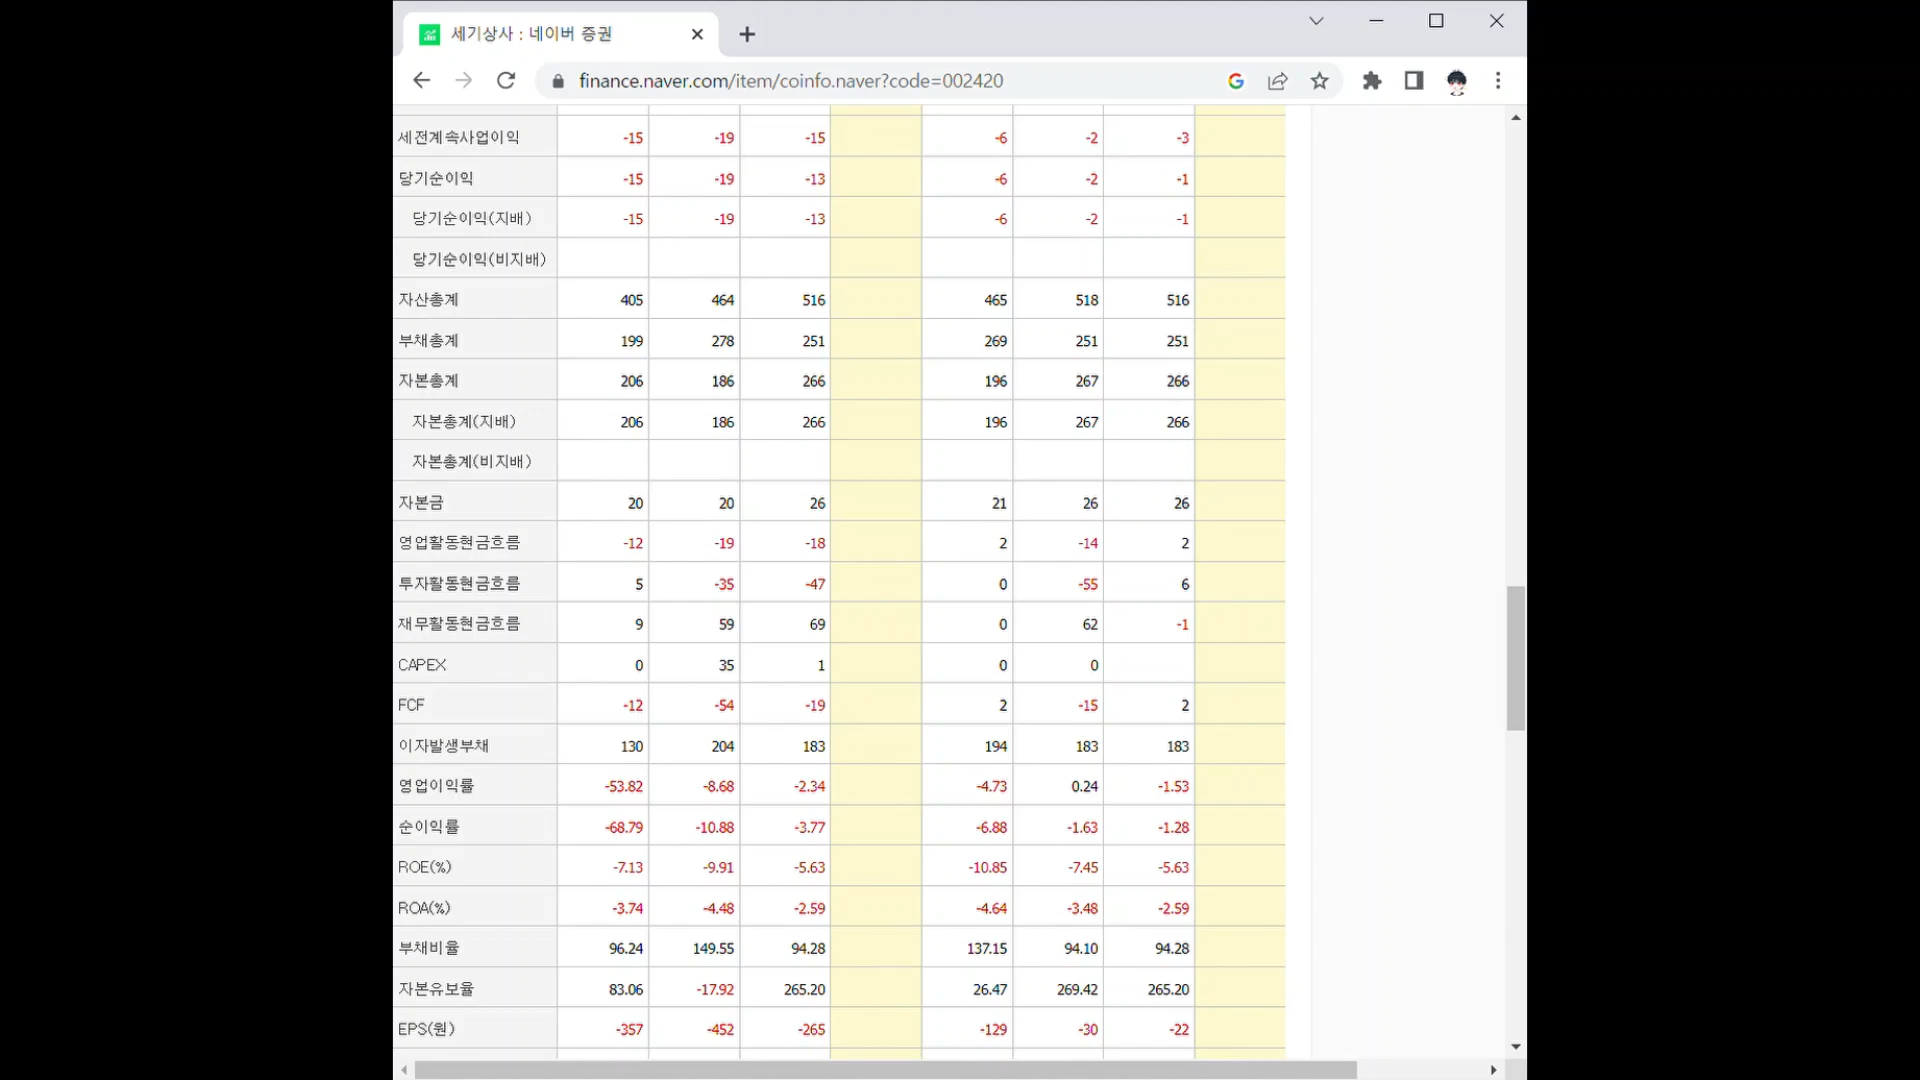 세기상사 : 네이버 증권
finance.naver.com/item/coinfo.naver?code=002420
세전계속사업이익 -15 -19 -15 -6 -2 -3
당기순이익 -15 -19 -13 -6 -2 -1
당기순이익(지배) -15 -19 -13 -6 -2 -1
당기순이익(비지배)
자산총계 405 464 516 465 518 516
부채총계 199 278 251 269 251 251
자본총계 206 186 266 196 267 266
자본총계(지배) 206 186 266 196 267 266
자본총계(비지배)
자본금 20 20 26 21 26 26
영업활동현금흐름 -12 -19 -18 2 -14 2
투자활동현금흐름 5 -35 -47 0 -55 6
재무활동현금흐름 9 59 69 0 62 -1
CAPEX 0 35 1 0 0
FCF -12 -54 -19 2 -15 2
이자발생부채 130 204 183 194 183 183
영업이익률 -53.82 -8.68 -2.34 -4.73 0.24 -1.53
순이익률 -68.79 -10.88 -3.77 -6.88 -1.63 -1.28
ROE(%) -7.13 -9.91 -5.63 -10.85 -7.45 -5.63
ROA(%) -3.74 -4.48 -2.59 -4.64 -3.48 -2.59
부채비율 96.24 149.55 94.28 137.15 94.10 94.28
자본유보율 83.06 -17.92 265.20 26.47 269.42 265.20
EPS(원) -357 -452 -265 -129 -30 -22